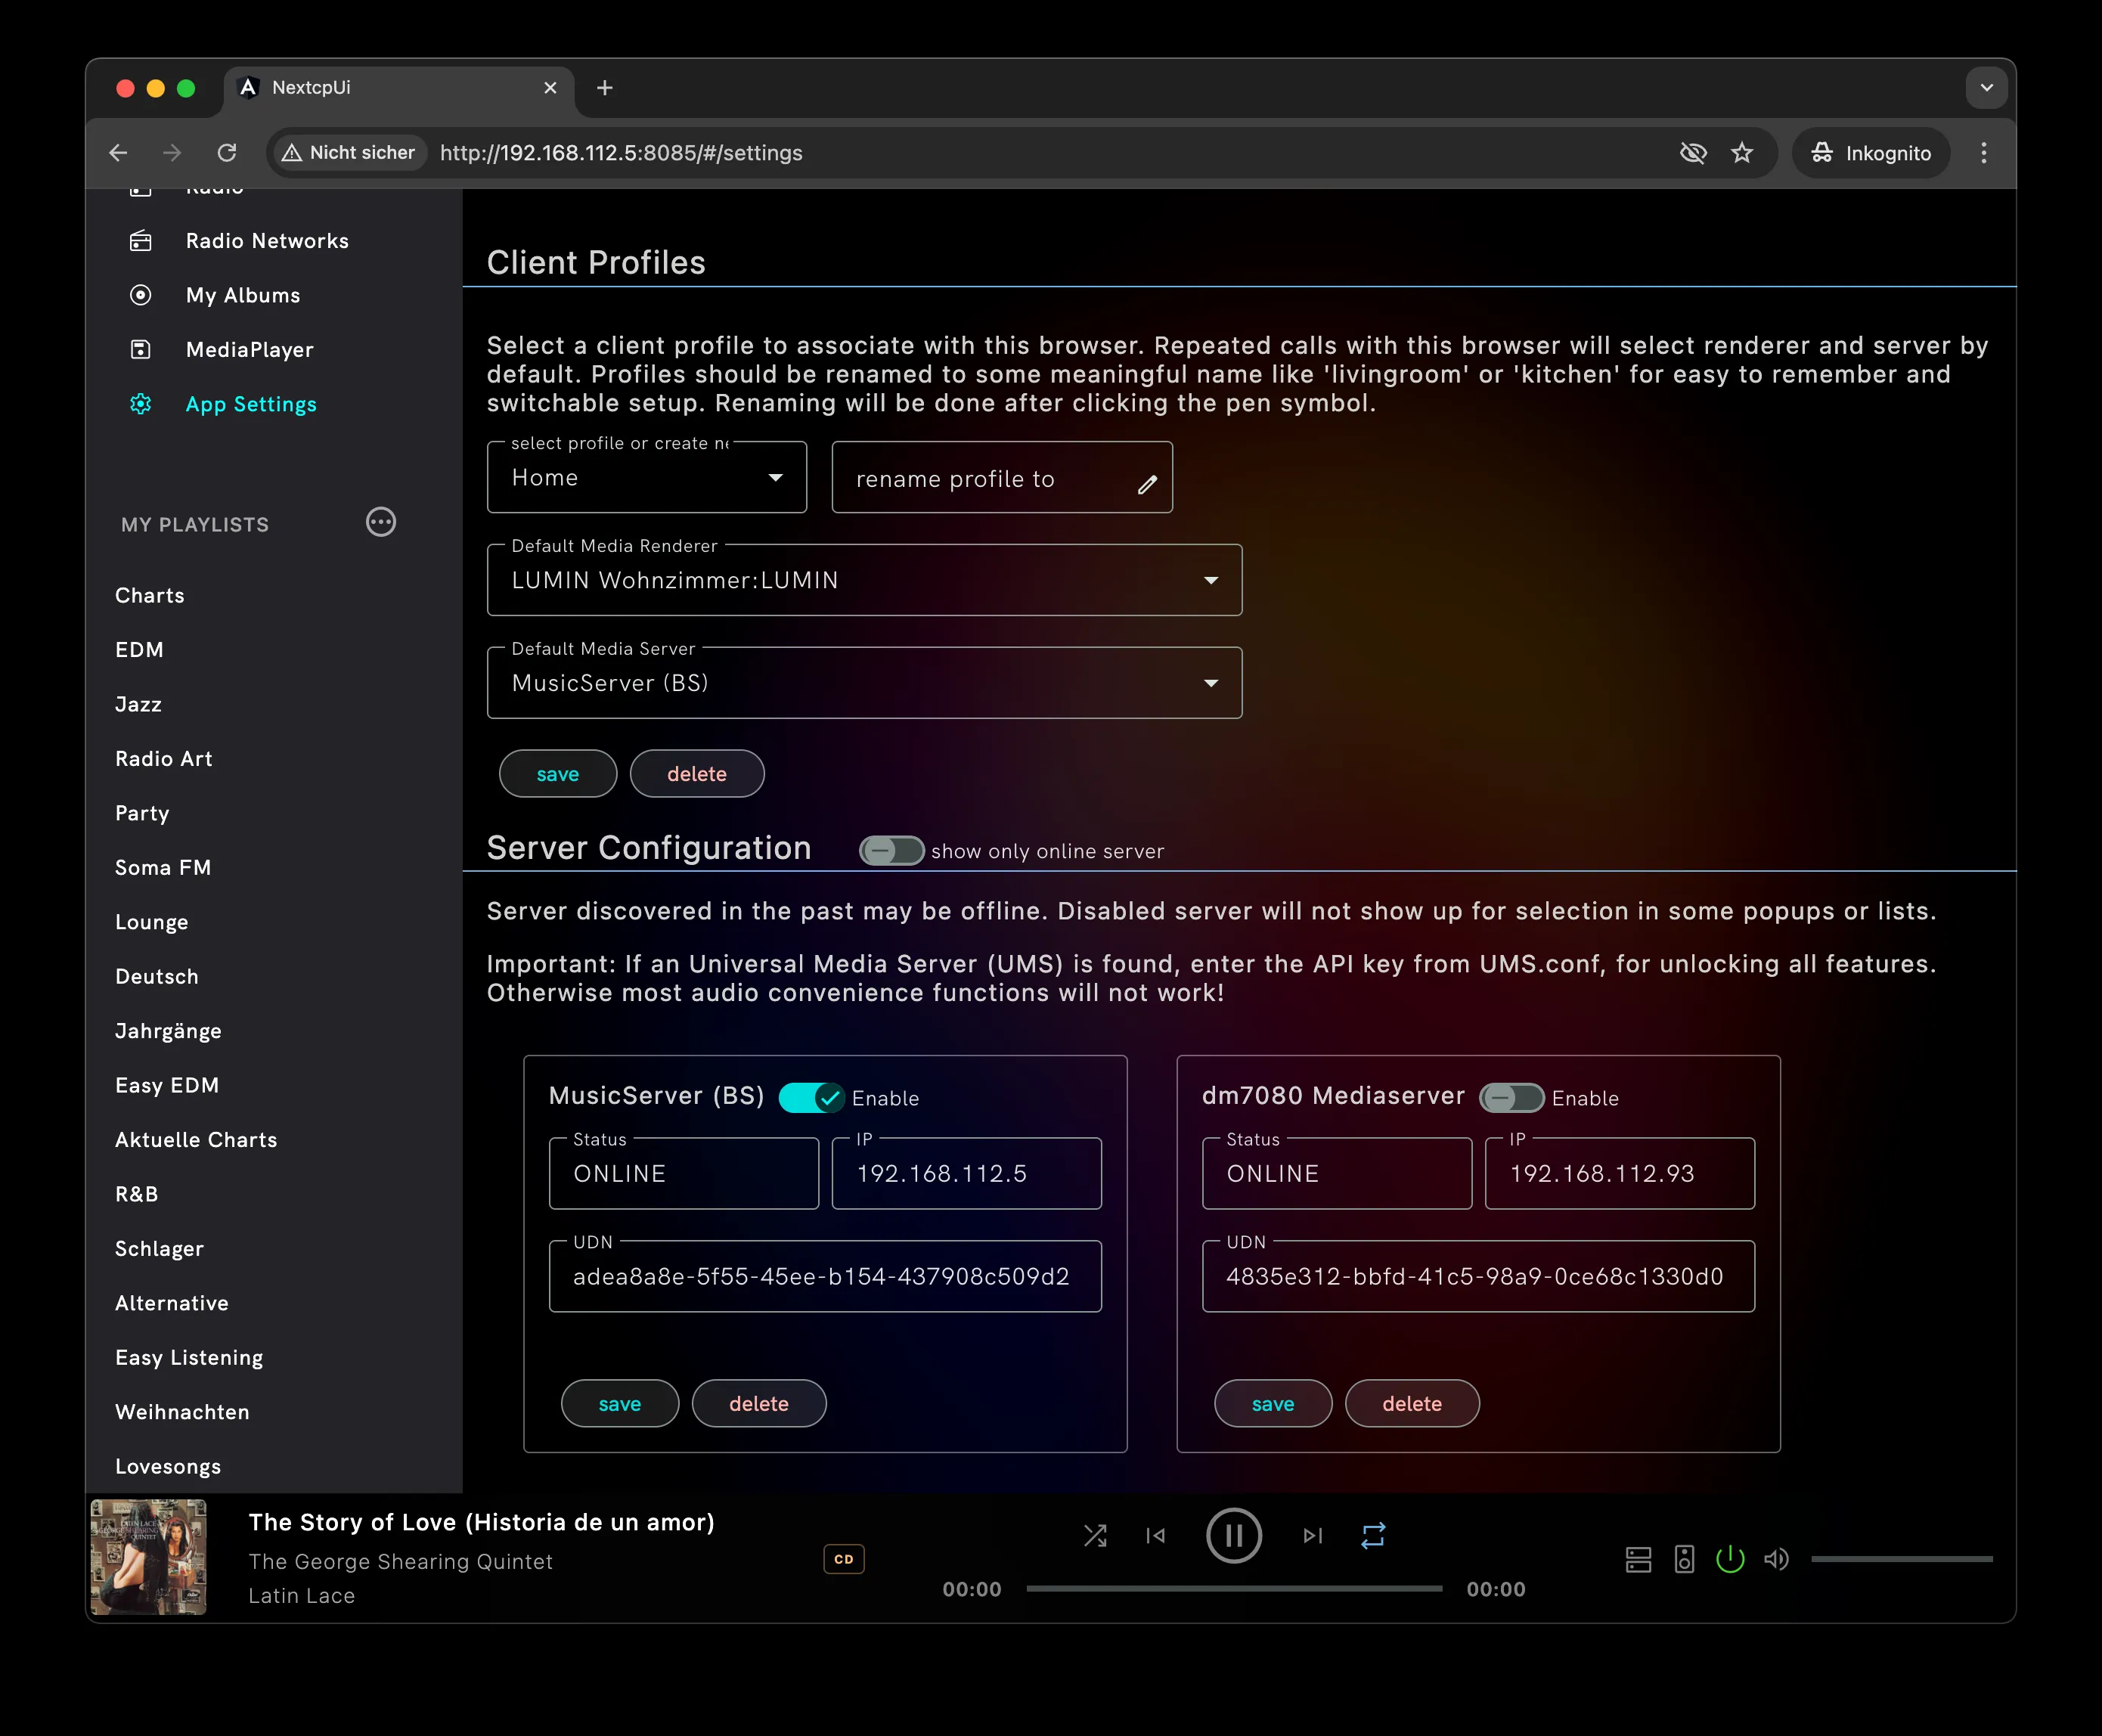 NextcpUi
Nicht sicher
http://192.168.112.5:8085/#/settings
Inkognito
Radio
Radio Networks
My Albums
MediaPlayer
App Settings
MY PLAYLISTS
Charts
EDM
Jazz
Radio Art
Party
Soma FM
Lounge
Deutsch
Jahrgänge
Easy EDM
Aktuelle Charts
R&B
Schlager
Alternative
Easy Listening
Weihnachten
Lovesongs
Client Profiles
Select a client profile to associate with this browser. Repeated calls with this browser will select renderer and server by
default. Profiles should be renamed to some meaningful name like 'livingroom' or 'kitchen' for easy to remember and
switchable setup. Renaming will be done after clicking the pen symbol.
select profile or create ne
Home
rename profile to
Default Media Renderer
LUMIN Wohnzimmer:LUMIN
Default Media Server
MusicServer (BS)
save
delete
Server Configuration
show only online server
Server discovered in the past may be offline. Disabled server will not show up for selection in some popups or lists.
Important: If an Universal Media Server (UMS) is found, enter the API key from UMS.conf, for unlocking all features.
Otherwise most audio convenience functions will not work!
MusicServer (BS)
Enable
Status
ONLINE
IP
192.168.112.5
UDN
adea8a8e-5f55-45ee-b154-437908c509d2
save
delete
dm7080 Mediaserver
Enable
Status
ONLINE
IP
192.168.112.93
UDN
4835e312-bbfd-41c5-98a9-0ce68c1330d0
save
delete
The Story of Love (Historia de un amor)
The George Shearing Quintet
Latin Lace
CD
00:00
00:00